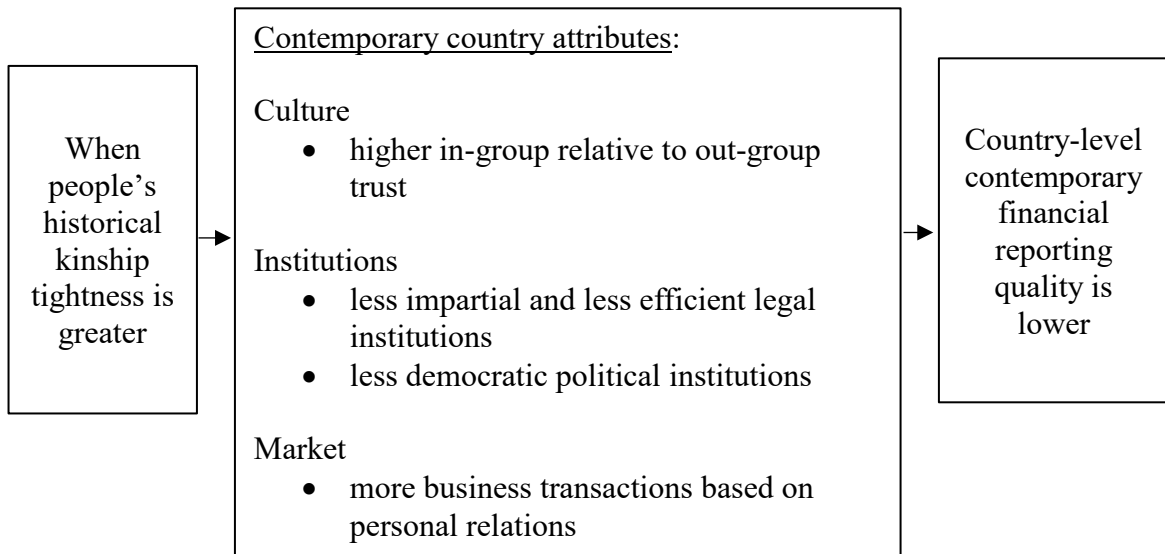 When
people’s
historical
kinship
tightness is
greater
Contemporary country attributes:
Culture
• higher in-group relative to out-group
trust
Institutions
• less impartial and less efficient legal
institutions
• less democratic political institutions
Market
• more business transactions based on
personal relations
Country-level
contemporary
financial
reporting
quality is
lower